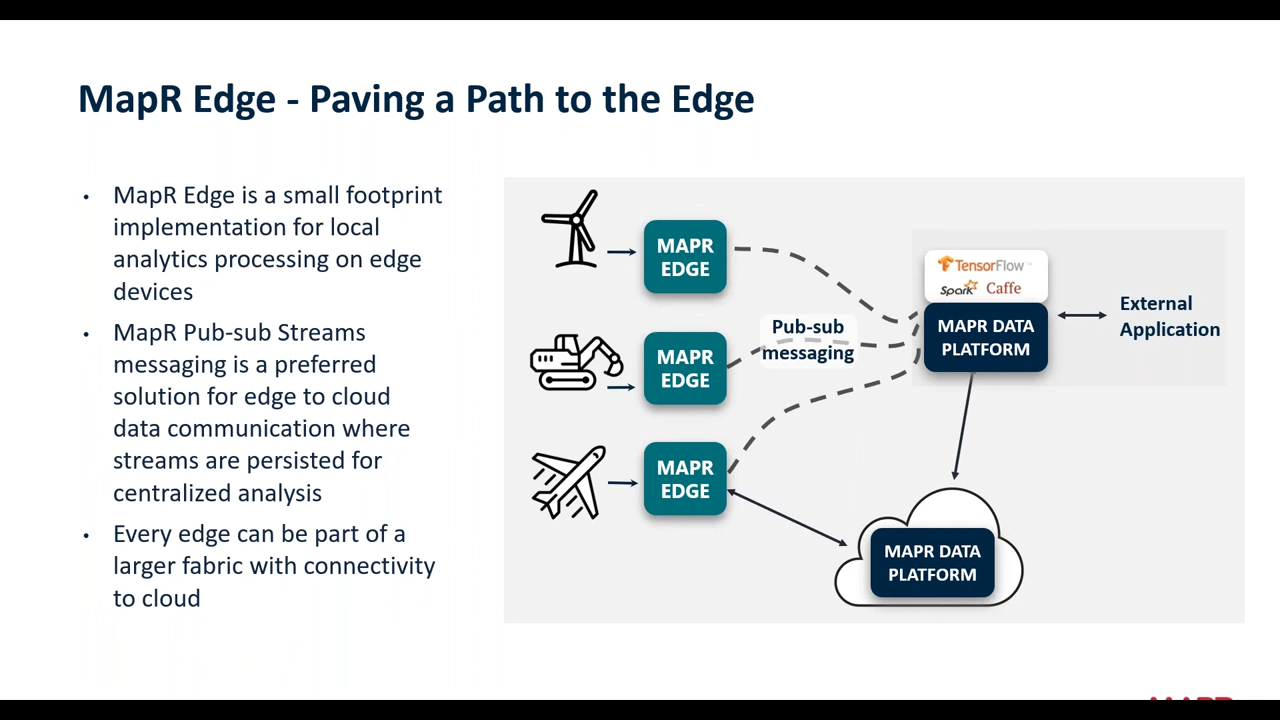 MapR Edge - Paving a Path to the Edge
• MapR Edge is a small footprint
implementation for local
analytics processing on edge
devices
• MapR Pub-sub Streams
messaging is a preferred
solution for edge to cloud
data communication where
streams are persisted for
centralized analysis
• Every edge can be part of a
larger fabric with connectivity
to cloud
MAPR
EDGE
MAPR
EDGE
MAPR
EDGE
Pub-sub
messaging
TensorFlow™
Spark Caffe
MAPR DATA
PLATFORM
External
Application
MAPR DATA
PLATFORM